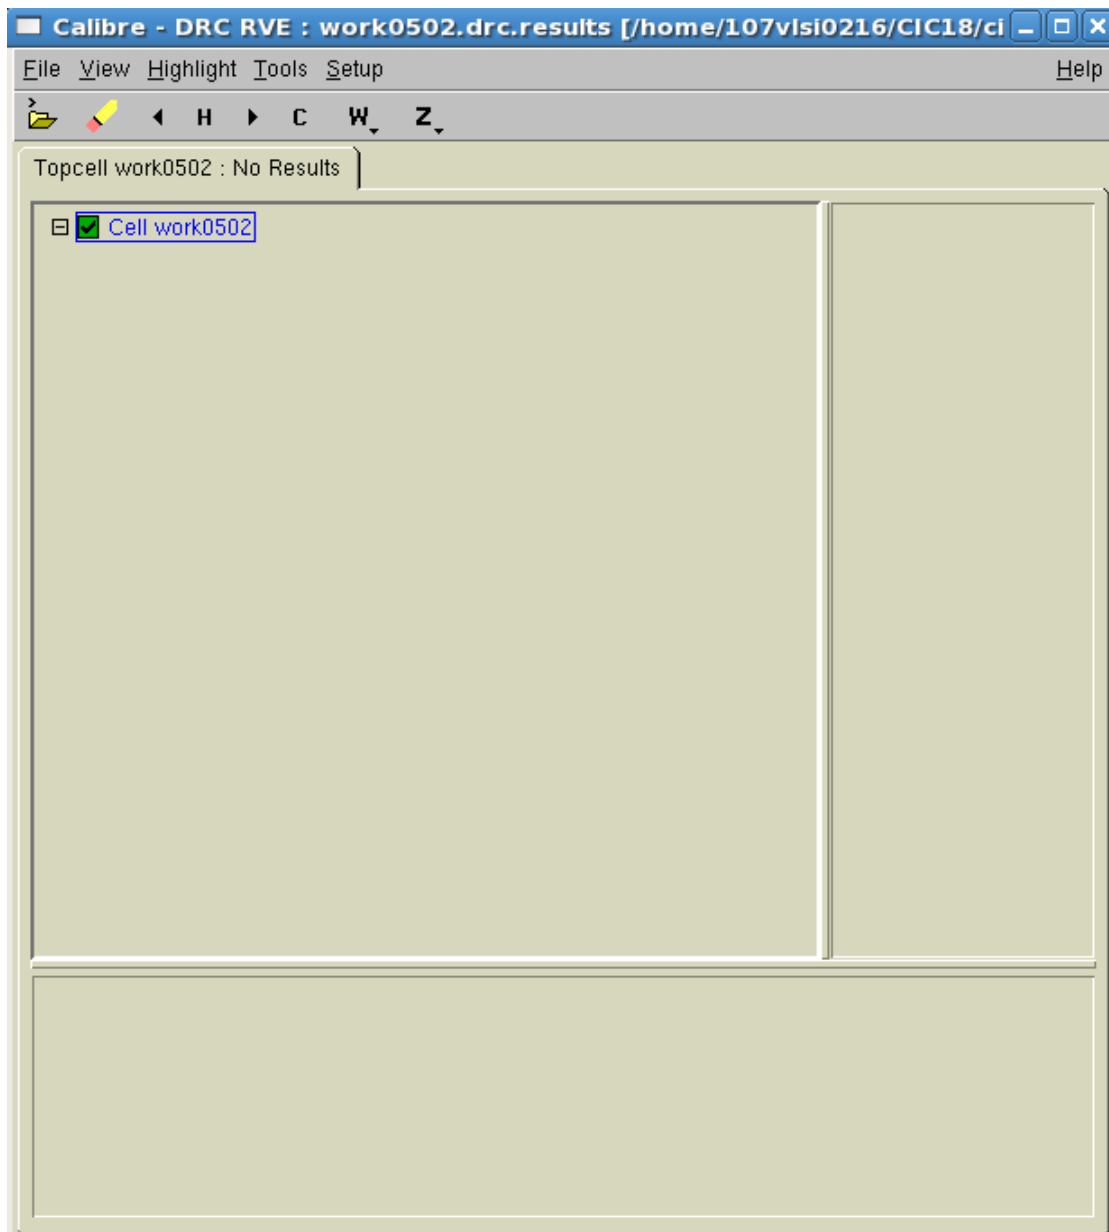 Calibre - DRC RVE : work0502.drc.results [/home/107vlsi0216/CIC18/ci
File View Highlight Tools Setup Help
H C W Z
Topcell work0502 : No Results
Cell work0502